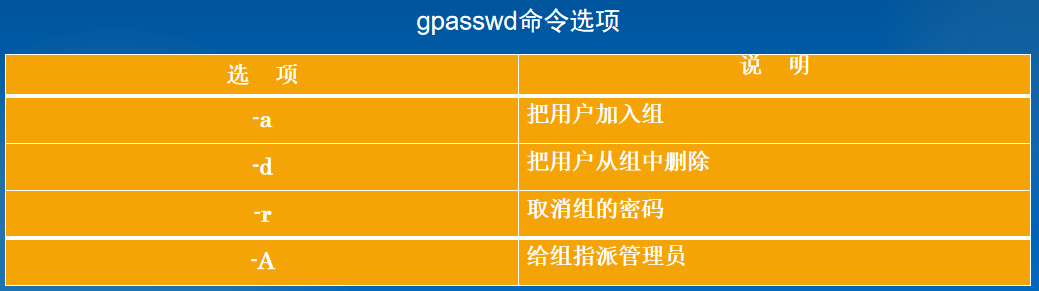 gpasswd命令选项
选 项 说 明
-a 把用户加入组
-d 把用户从组中删除
-r 取消组的密码
-A 给组指派管理员